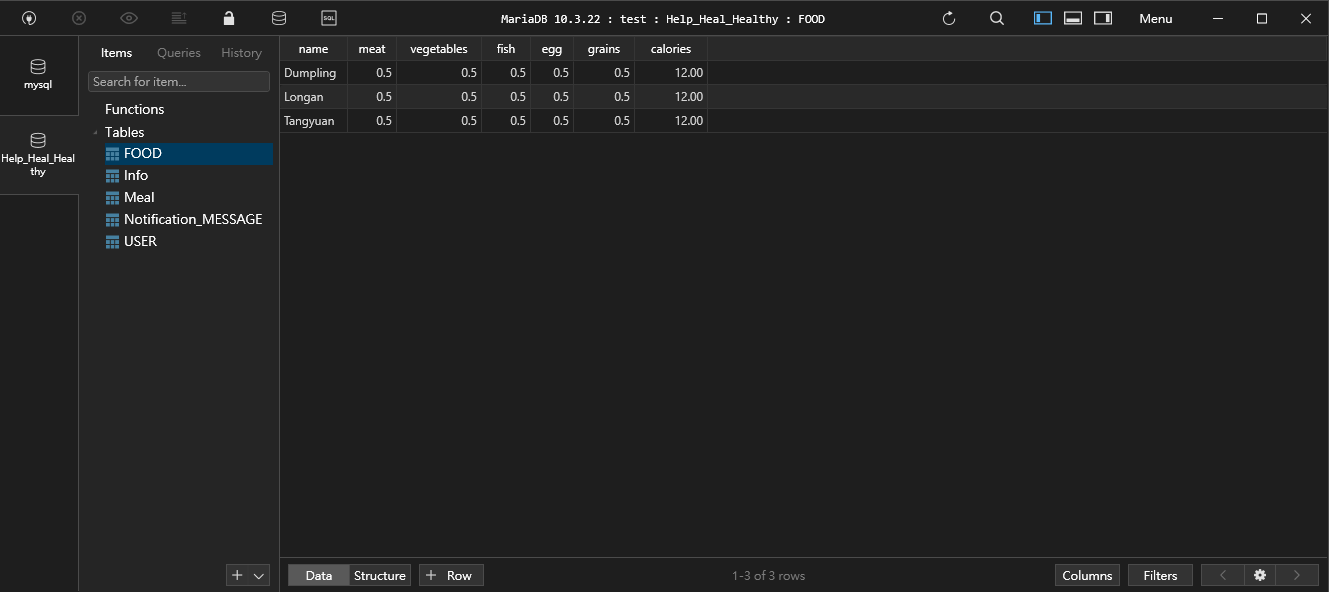 SQL
MariaDB 10.3.22 : test : Help_Heal_Healthy : FOOD
Menu
mysql
Help_Heal_Heal
thy
Items Queries History
Search for item...
Functions
Tables
FOOD
Info
Meal
Notification_MESSAGE
USER
name meat vegetables fish egg grains calories
Dumpling 0.5 0.5 0.5 0.5 0.5 12.00
Longan 0.5 0.5 0.5 0.5 0.5 12.00
Tangyuan 0.5 0.5 0.5 0.5 0.5 12.00
Data Structure + Row 1-3 of 3 rows Columns Filters